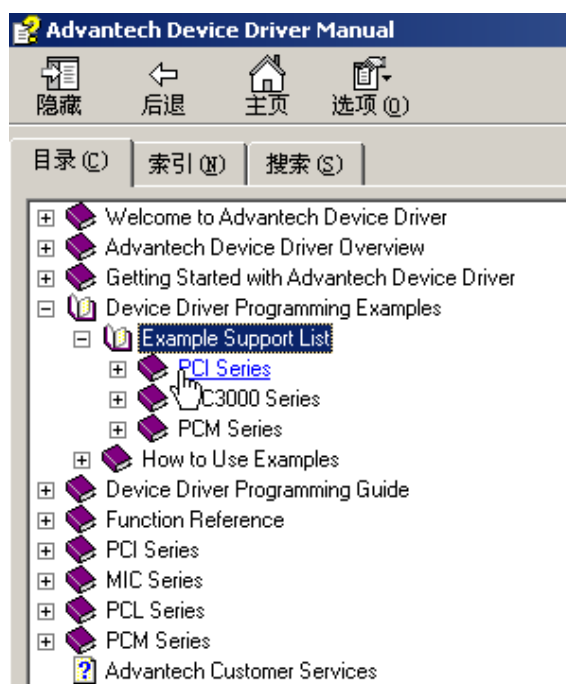 Advantech Device Driver Manual
隐藏 后退 主页 选项(O)
目录(C) 索引(N) 搜索(S)
Welcome to Advantech Device Driver
Advantech Device Driver Overview
Getting Started with Advantech Device Driver
Device Driver Programming Examples
Example Support List
PCI Series
C3000 Series
PCM Series
How to Use Examples
Device Driver Programming Guide
Function Reference
PCI Series
MIC Series
PCL Series
PCM Series
Advantech Customer Services